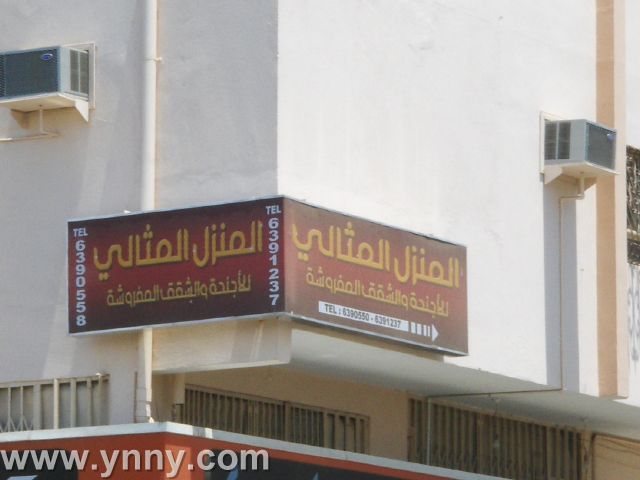 المنزل المثالي
للأجنحة والشقق المفروشة
TEL 6390558
TEL 6391237
المنزل المثالي
للأجنحة والشقق المفروشة
TEL : 6390550 - 6391237
www.ynny.com